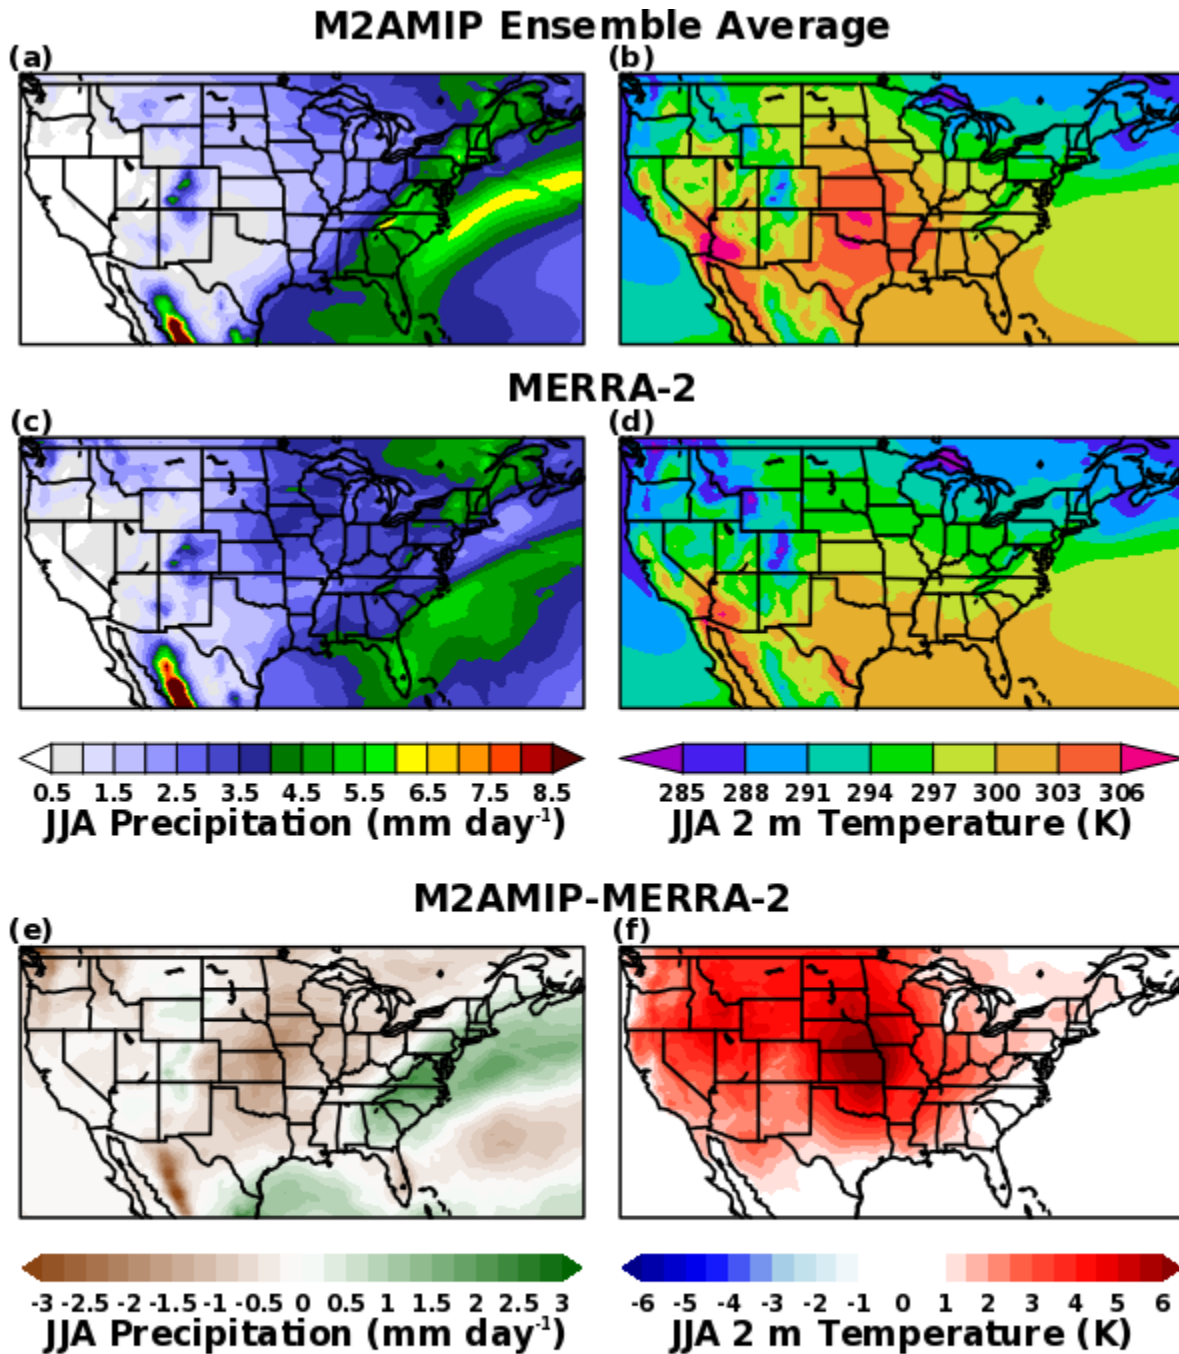 M2AMIP Ensemble Average
(a) (b)
MERRA-2
(c) (d)
0.5 1.5 2.5 3.5 4.5 5.5 6.5 7.5 8.5
JJA Precipitation (mm day⁻¹)
285 288 291 294 297 300 303 306
JJA 2 m Temperature (K)
M2AMIP-MERRA-2
(e) (f)
-3 -2.5 -2 -1.5 -1 -0.5 0 0.5 1 1.5 2 2.5 3
JJA Precipitation (mm day⁻¹)
-6 -5 -4 -3 -2 -1 0 1 2 3 4 5 6
JJA 2 m Temperature (K)